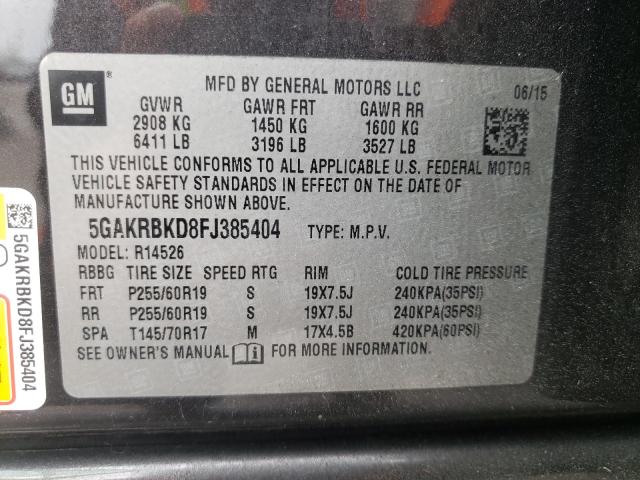 GM
MFD BY GENERAL MOTORS LLC 06/15
GVWR GAWR FRT GAWR RR
2908 KG 1450 KG 1600 KG
6411 LB 3196 LB 3527 LB
THIS VEHICLE CONFORMS TO ALL APPLICABLE U.S. FEDERAL MOTOR
VEHICLE SAFETY STANDARDS IN EFFECT ON THE DATE OF
MANUFACTURE SHOWN ABOVE.
5GAKRBKD8FJ385404 TYPE: M.P.V.
MODEL: R14526
RBBG TIRE SIZE SPEED RTG RIM COLD TIRE PRESSURE
FRT P255/60R19 S 19X7.5J 240KPA(35PSI)
RR P255/60R19 S 19X7.5J 240KPA(35PSI)
SPA T145/70R17 M 17X4.5B 420KPA(60PSI)
SEE OWNER'S MANUAL FOR MORE INFORMATION.
5GAKRBKD8FJ385404